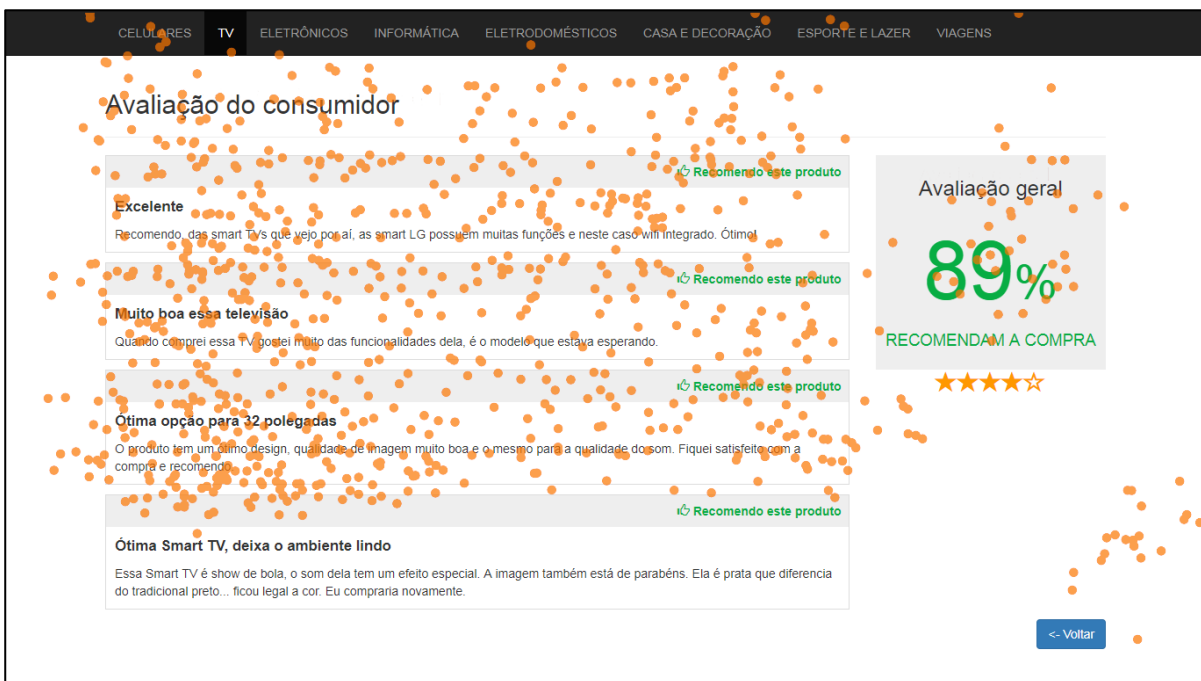 CELULARES TV ELETRÔNICOS INFORMÁTICA ELETRODOMÉSTICOS CASA E DECORAÇÃO ESPORTE E LAZER VIAGENS
Avaliação do consumidor
Recomendo este produto
Excelente
Recomendo, das smart TVs que vejo por aí, as smart LG possuem muitas funções e neste caso wifi integrado. Ótimo!
Recomendo este produto
Muito boa essa televisão
Quando comprei essa TV gostei muito das funcionalidades dela, é o modelo que estava esperando.
Recomendo este produto
Ótima opção para 32 polegadas
O produto tem um ótimo design, qualidade de imagem muito boa e o mesmo para a qualidade do som. Fiquei satisfeito com a
compra e recomendo.
Recomendo este produto
Ótima Smart TV, deixa o ambiente lindo
Essa Smart TV é show de bola, o som dela tem um efeito especial. A imagem também está de parabéns. Ela é prata que diferencia
do tradicional preto... ficou legal a cor. Eu compraria novamente.
Avaliação geral
89%
RECOMENDAM A COMPRA
<- Voltar